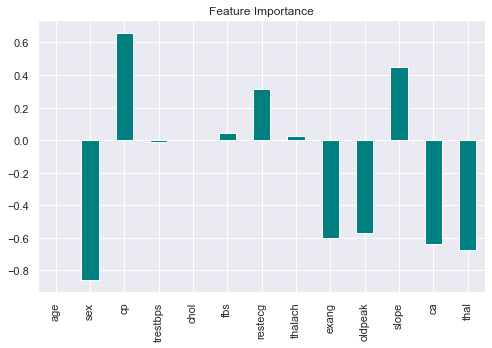 Feature Importance
0.6
0.4
0.2
0.0
−0.2
−0.4
−0.6
−0.8
age
sex
cp
trestbps
chol
fbs
restecg
thalach
exang
oldpeak
slope
ca
thal